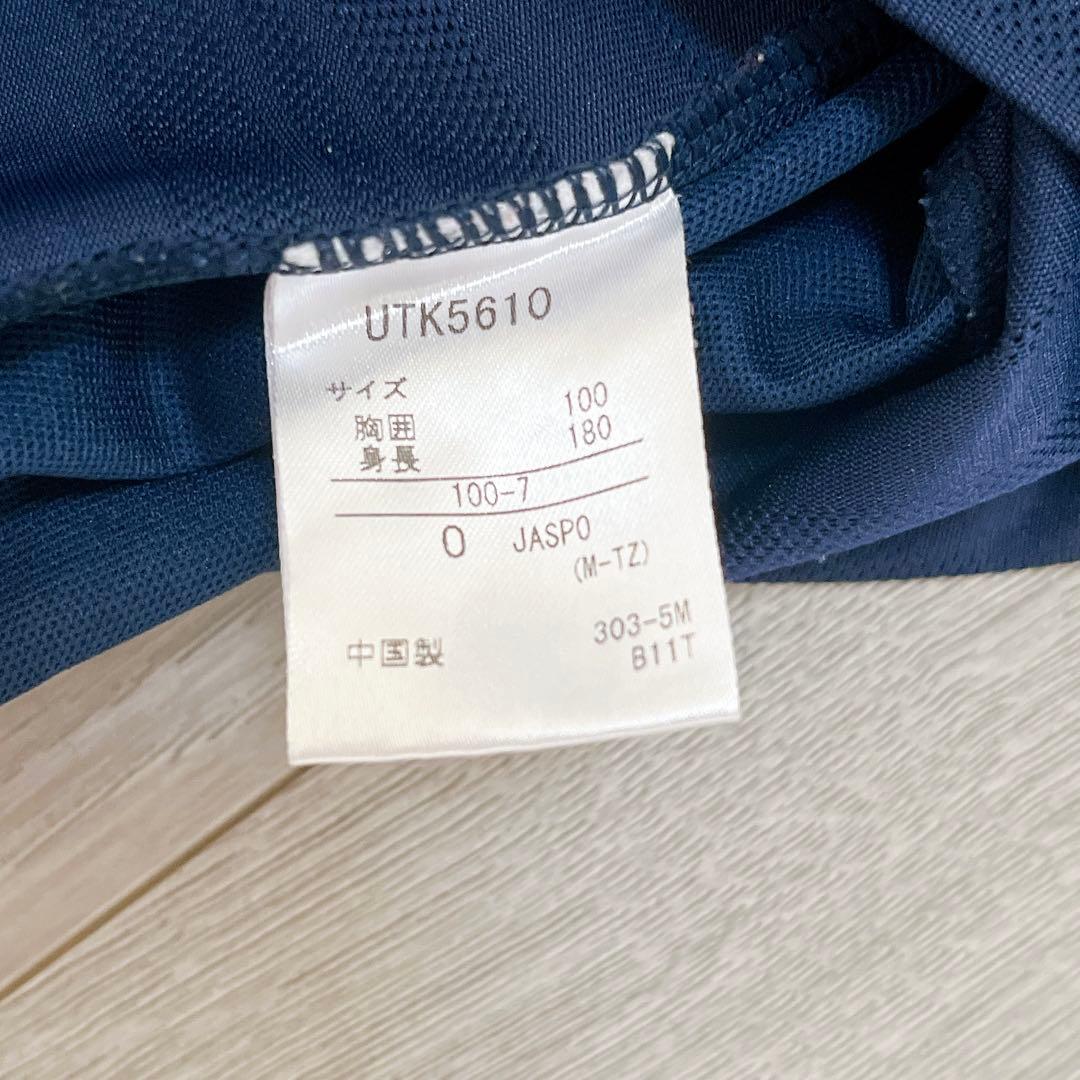 UTK5610
サイズ
胸囲 100
身長 180
100-7
O JASPO
(M-TZ)
303-5M
中国製 B11T